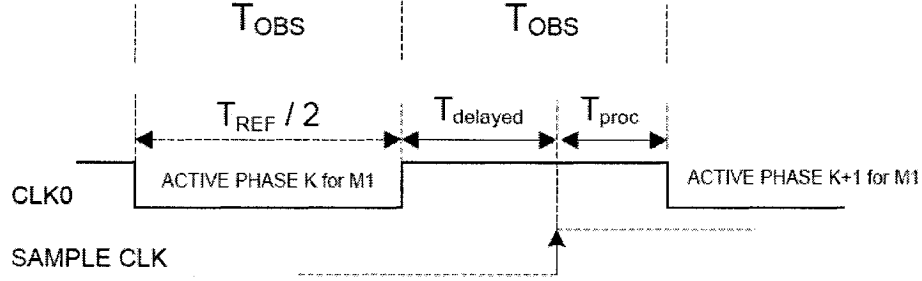 T_OBS T_OBS
T_REF / 2 T_delayed T_proc
ACTIVE PHASE K for M1 ACTIVE PHASE K+1 for M1
CLK0
SAMPLE CLK